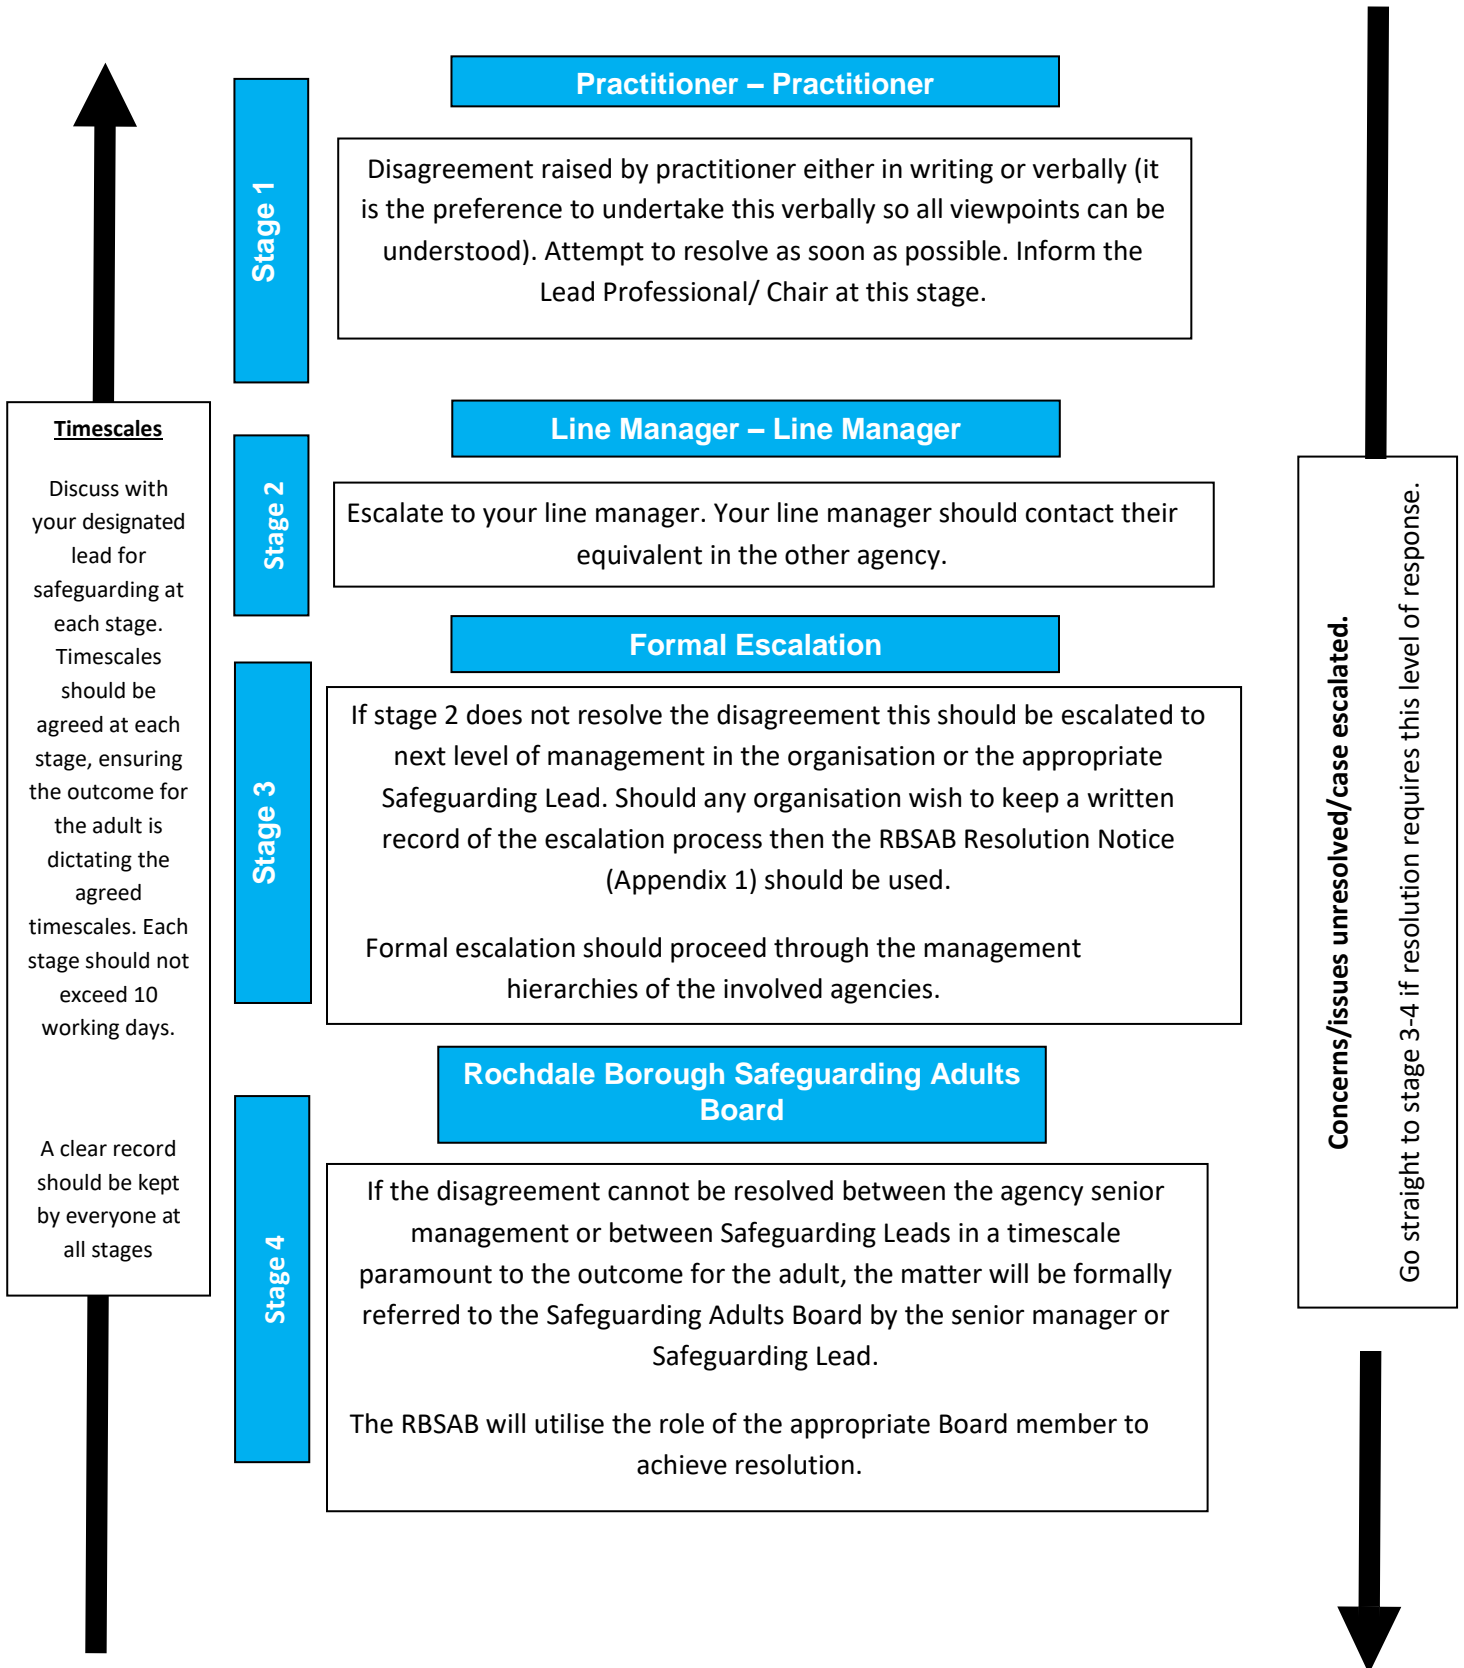 Practitioner – Practitioner
Stage 1
Disagreement raised by practitioner either in writing or verbally (it
is the preference to undertake this verbally so all viewpoints can be
understood). Attempt to resolve as soon as possible. Inform the
Lead Professional/ Chair at this stage.
Timescales
Discuss with
your designated
lead for
safeguarding at
each stage.
Timescales
should be
agreed at each
stage, ensuring
the outcome for
the adult is
dictating the
agreed
timescales. Each
stage should not
exceed 10
working days.
A clear record
should be kept
by everyone at
all stages
Line Manager – Line Manager
Stage 2
Escalate to your line manager. Your line manager should contact their
equivalent in the other agency.
Formal Escalation
Stage 3
If stage 2 does not resolve the disagreement this should be escalated to
next level of management in the organisation or the appropriate
Safeguarding Lead. Should any organisation wish to keep a written
record of the escalation process then the RBSAB Resolution Notice
(Appendix 1) should be used.
Formal escalation should proceed through the management
hierarchies of the involved agencies.
Rochdale Borough Safeguarding Adults
Board
Stage 4
If the disagreement cannot be resolved between the agency senior
management or between Safeguarding Leads in a timescale
paramount to the outcome for the adult, the matter will be formally
referred to the Safeguarding Adults Board by the senior manager or
Safeguarding Lead.
The RBSAB will utilise the role of the appropriate Board member to
achieve resolution.
Concerns/issues unresolved/case escalated.
Go straight to stage 3-4 if resolution requires this level of response.